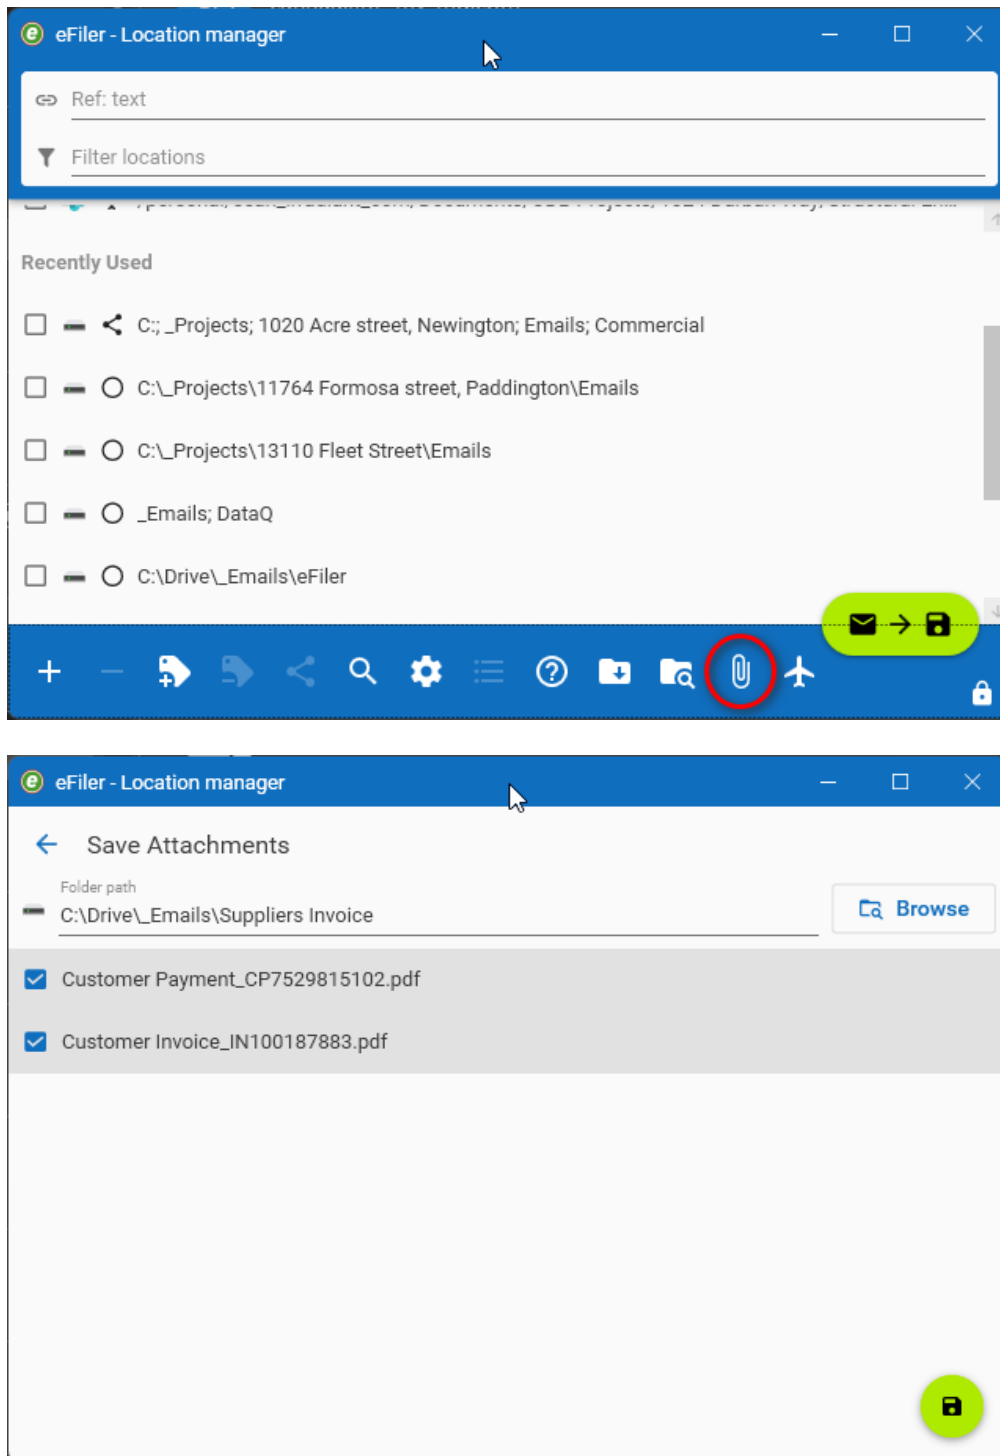 eFiler - Location manager
Ref: text
Filter locations
Recently Used
C:; _Projects; 1020 Acre street, Newington; Emails; Commercial
C:\_Projects\11764 Formosa street, Paddington\Emails
C:\_Projects\13110 Fleet Street\Emails
_Emails; DataQ
C:\Drive\_Emails\eFiler
eFiler - Location manager
Save Attachments
Folder path
C:\Drive\_Emails\Suppliers Invoice
Browse
Customer Payment_CP7529815102.pdf
Customer Invoice_IN100187883.pdf